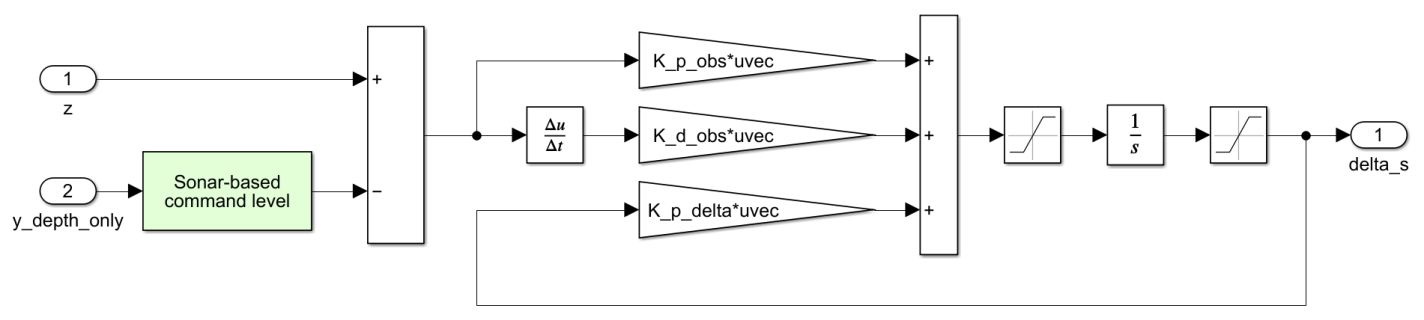 1
z
+
2
y_depth_only
Sonar-based
command level
−
Δu
Δt
K_p_obs*uvec
K_d_obs*uvec
K_p_delta*uvec
+
+
+
1
s
1
delta_s